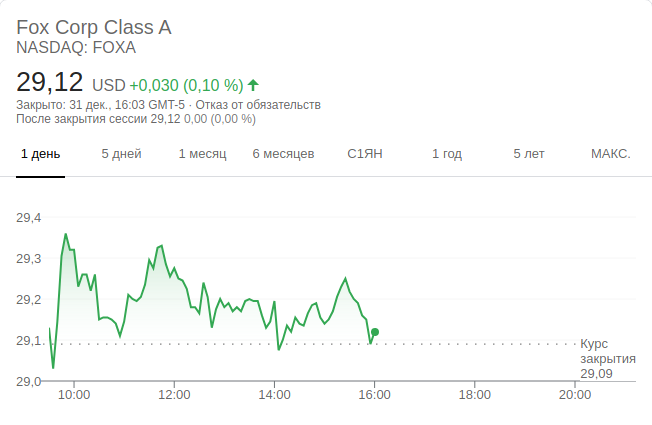 Fox Corp Class A
NASDAQ: FOXA
29,12 USD +0,030 (0,10 %)
Закрыто: 31 дек., 16:03 GMT-5 · Отказ от обязательств
После закрытия сессии 29,12 0,00 (0,00 %)
1 день 5 дней 1 месяц 6 месяцев С1ЯН 1 год 5 лет МАКС.
29,4
29,3
29,2
29,1
Курс
закрытия
29,09
29,0
10:00 12:00 14:00 16:00 18:00 20:00